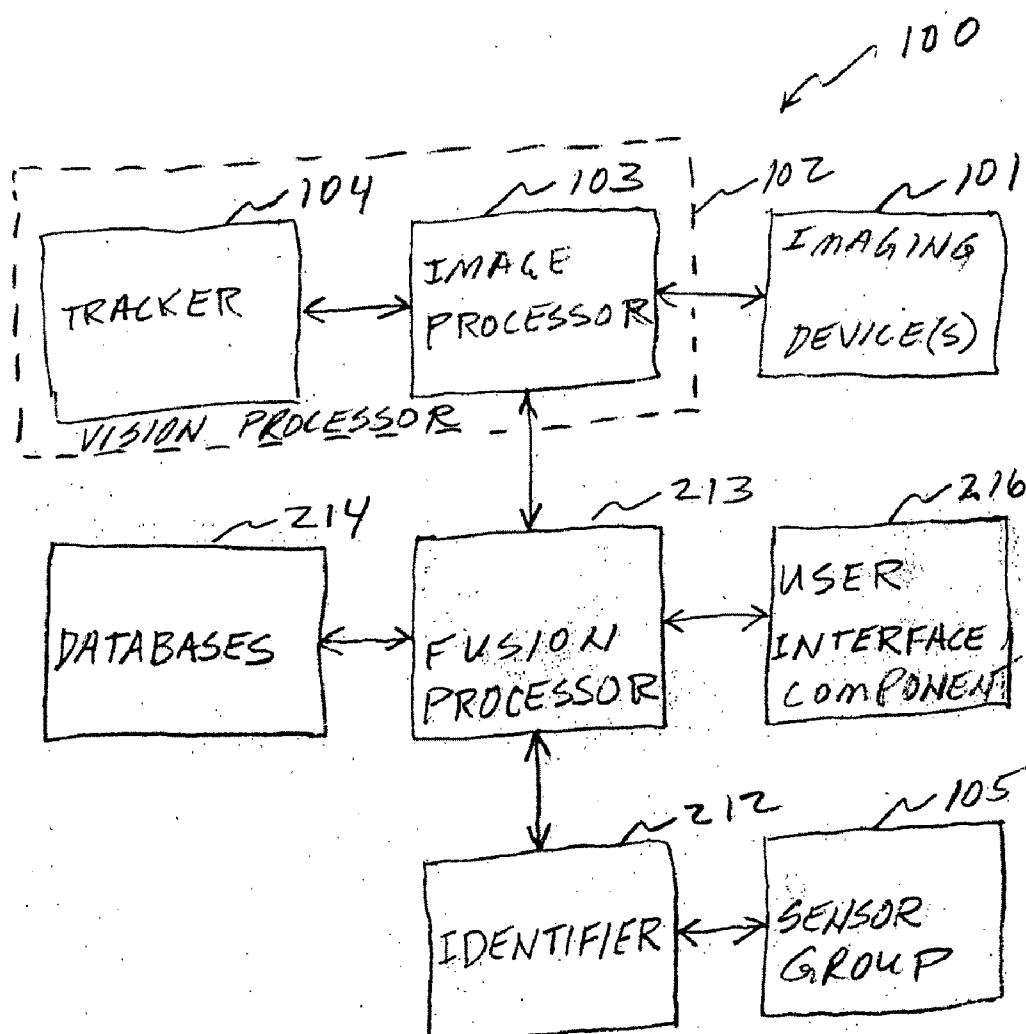 100
104
103
102
101
TRACKER
IMAGE
PROCESSOR
IMAGING
DEVICE(S)
VISION PROCESSOR
214
213
216
DATABASES
FUSION
PROCESSOR
USER
INTERFACE
COMPONENT
212
105
IDENTIFIER
SENSOR
GROUP